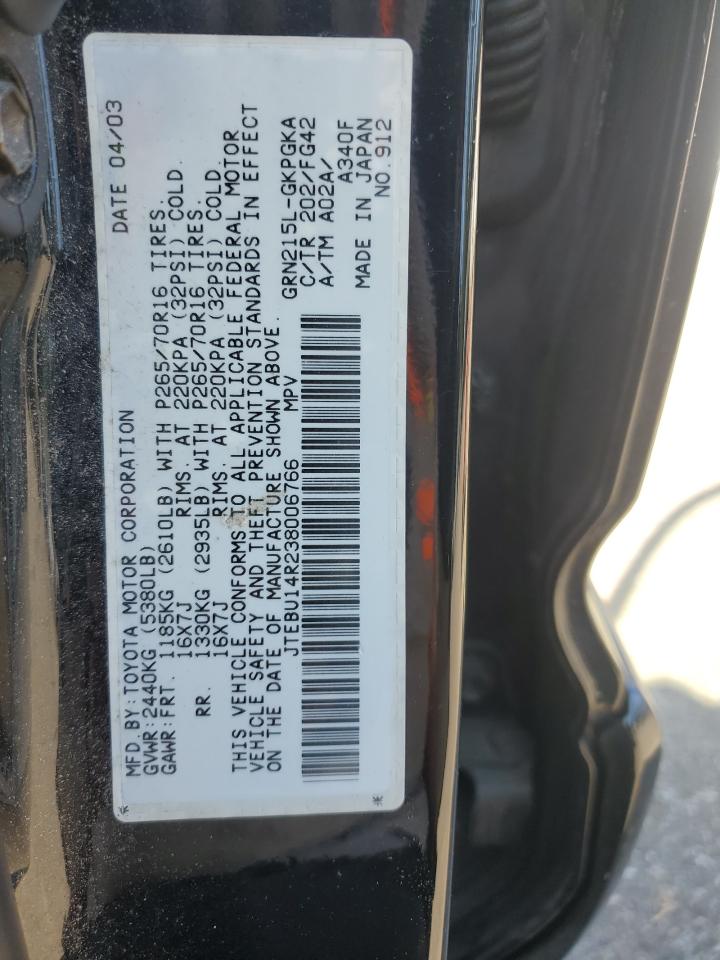 MFD.BY:TOYOTA MOTOR CORPORATION DATE 04/03
GVWR:2440KG (5380LB)
GAWR:FRT. 1185KG (2610LB) WITH P265/70R16 TIRES.
16X7J RIMS. AT 220KPA (32PSI) COLD.
RR. 1330KG (2935LB) WITH P265/70R16 TIRES.
16X7J RIMS. AT 220KPA (32PSI) COLD.
THIS VEHICLE CONFORMS TO ALL APPLICABLE FEDERAL MOTOR
VEHICLE SAFETY AND THEFT PREVENTION STANDARDS IN EFFECT
ON THE DATE OF MANUFACTURE SHOWN ABOVE.
JTEBU14R238006766 MPV GRN215L-GKPGKA
C/TR 202/FG42
A/TM A02A/
A340F
MADE IN JAPAN
NO.912